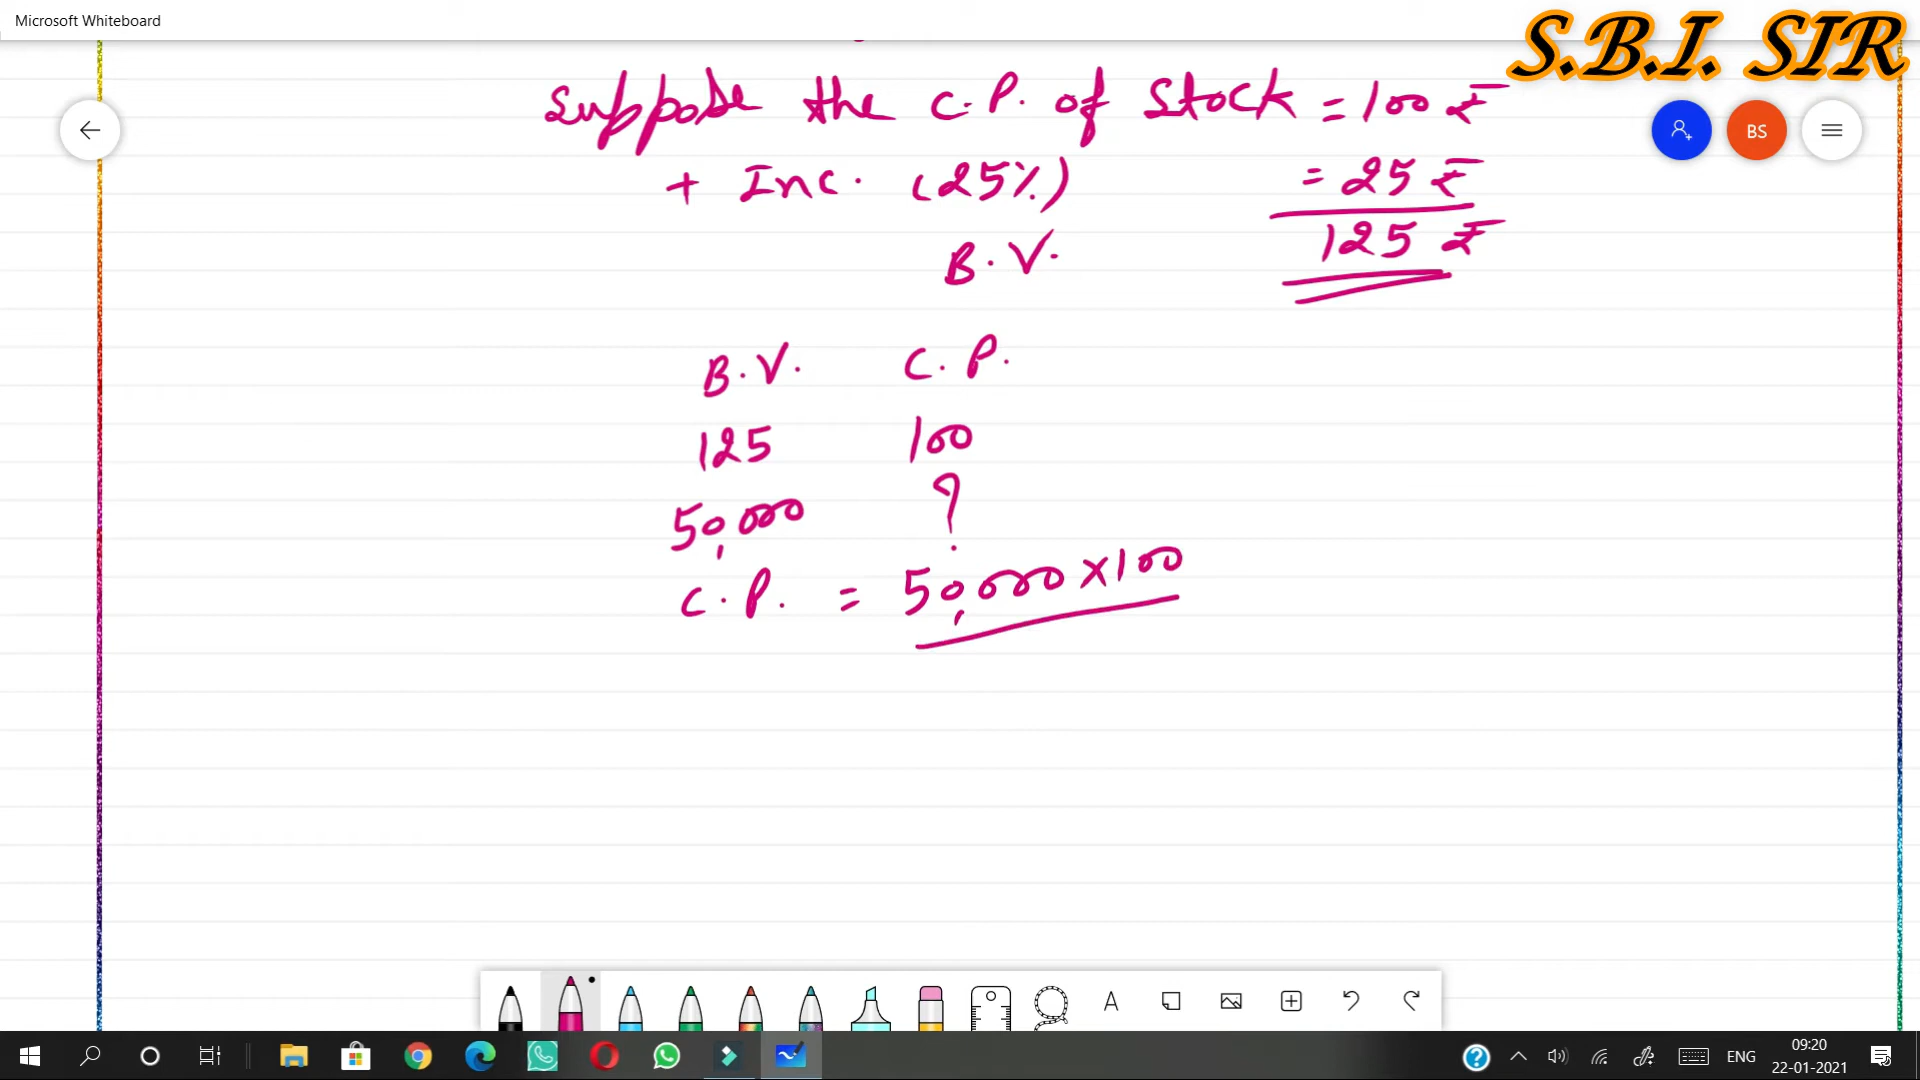 Microsoft Whiteboard
S.B.I. SIR
Suppose the C.P. of Stock = 100 ₹
BS
+ Inc. (25%) = 25 ₹
B.V. 125 ₹
B.V. C.P.
125 100
50,000 ?
C.P. = 50,000 × 100
A
ENG
09:20
22-01-2021